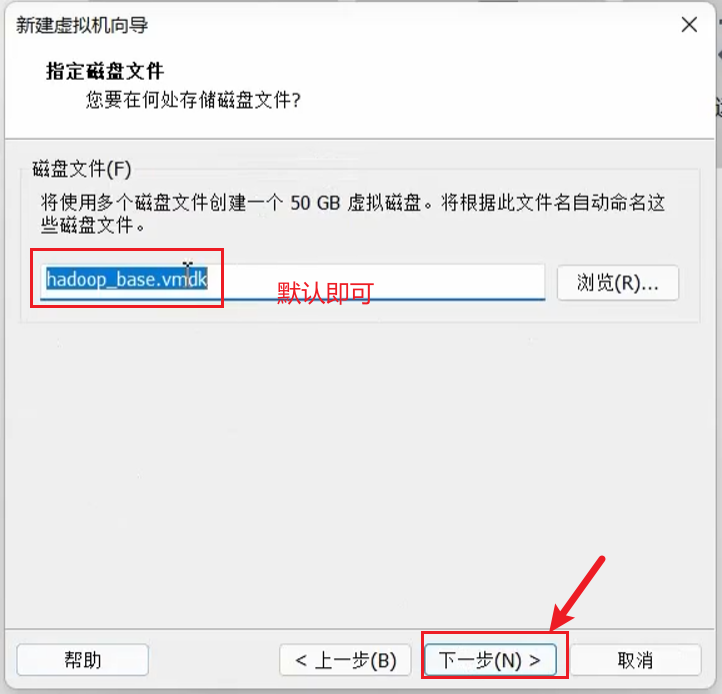 新建虚拟机向导
指定磁盘文件
您要在何处存储磁盘文件?
磁盘文件(F)
将使用多个磁盘文件创建一个 50 GB 虚拟磁盘。将根据此文件名自动命名这
些磁盘文件。
hadoop_base.vmdk
默认即可
浏览(R)...
帮助
< 上一步(B)
下一步(N) >
取消